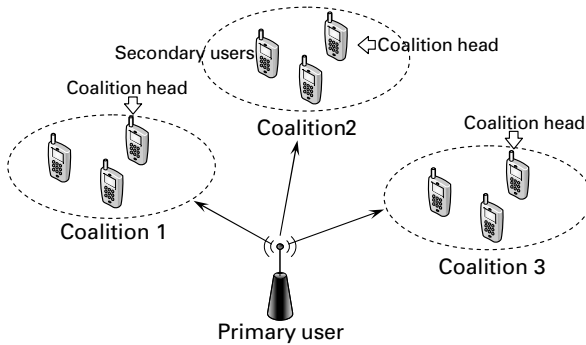 Secondary users
Coalition head
Coalition2
Coalition head
Coalition 1
Coalition head
Coalition 3
Primary user